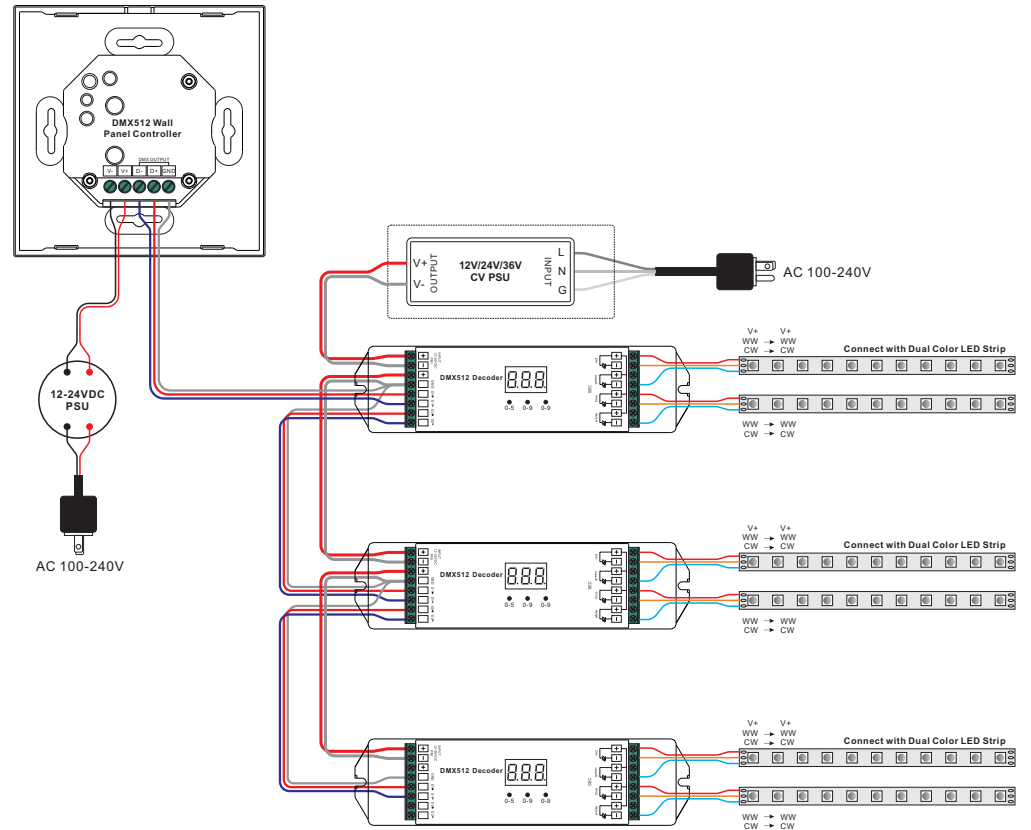 DMX512 Wall
Panel Controller
DMX OUTPUT
V- V+ D- D+ GND
12-24VDC
PSU
AC 100-240V
V+
V-
OUTPUT
12V/24V/36V
CV PSU
INPUT
L
N
G
AC 100-240V
DMX512 Decoder
0-5 0-9 0-9
V+ V+
WW → WW
CW → CW
Connect with Dual Color LED Strip
WW → WW
CW → CW
DMX512 Decoder
0-5 0-9 0-9
V+ V+
WW → WW
CW → CW
Connect with Dual Color LED Strip
WW → WW
CW → CW
DMX512 Decoder
0-5 0-9 0-9
V+ V+
WW → WW
CW → CW
Connect with Dual Color LED Strip
WW → WW
CW → CW